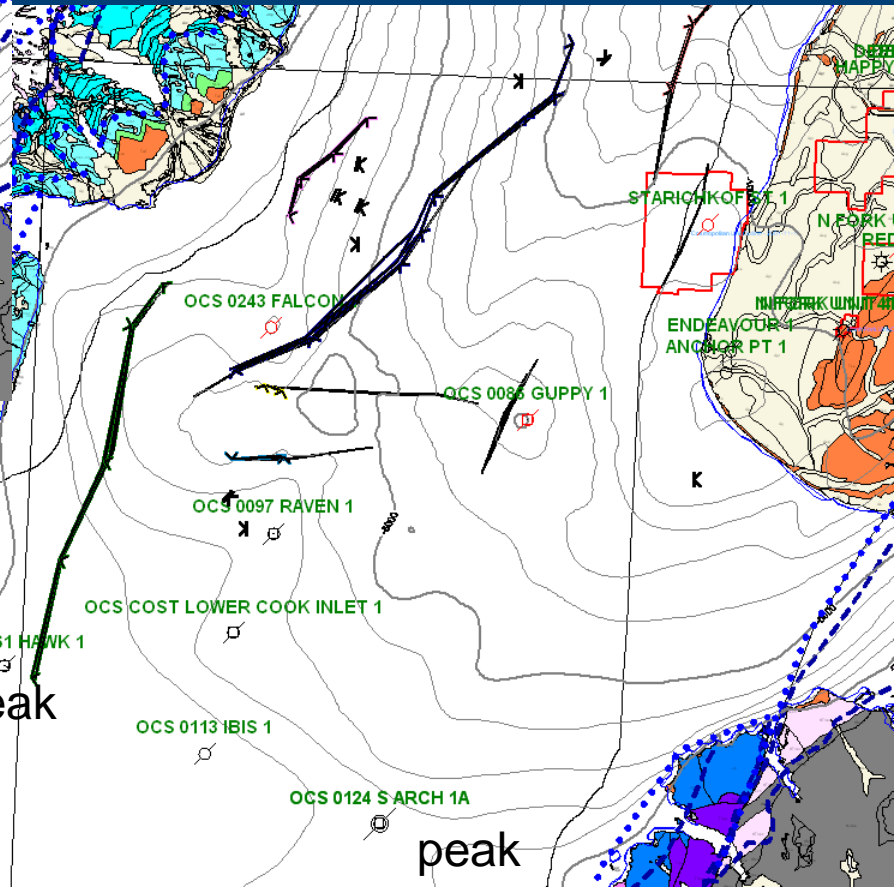 HAPPY
STARICHKOF ST 1
N FORK
RED
OCS 0243 FALCON
ENDEAVOUR 1
ANCHOR PT 1
OCS 0086 GUPPY 1
OCS 0097 RAVEN 1
OCS COST LOWER COOK INLET 1
HAWK 1
eak
OCS 0113 IBIS 1
OCS 0124 S ARCH 1A
peak